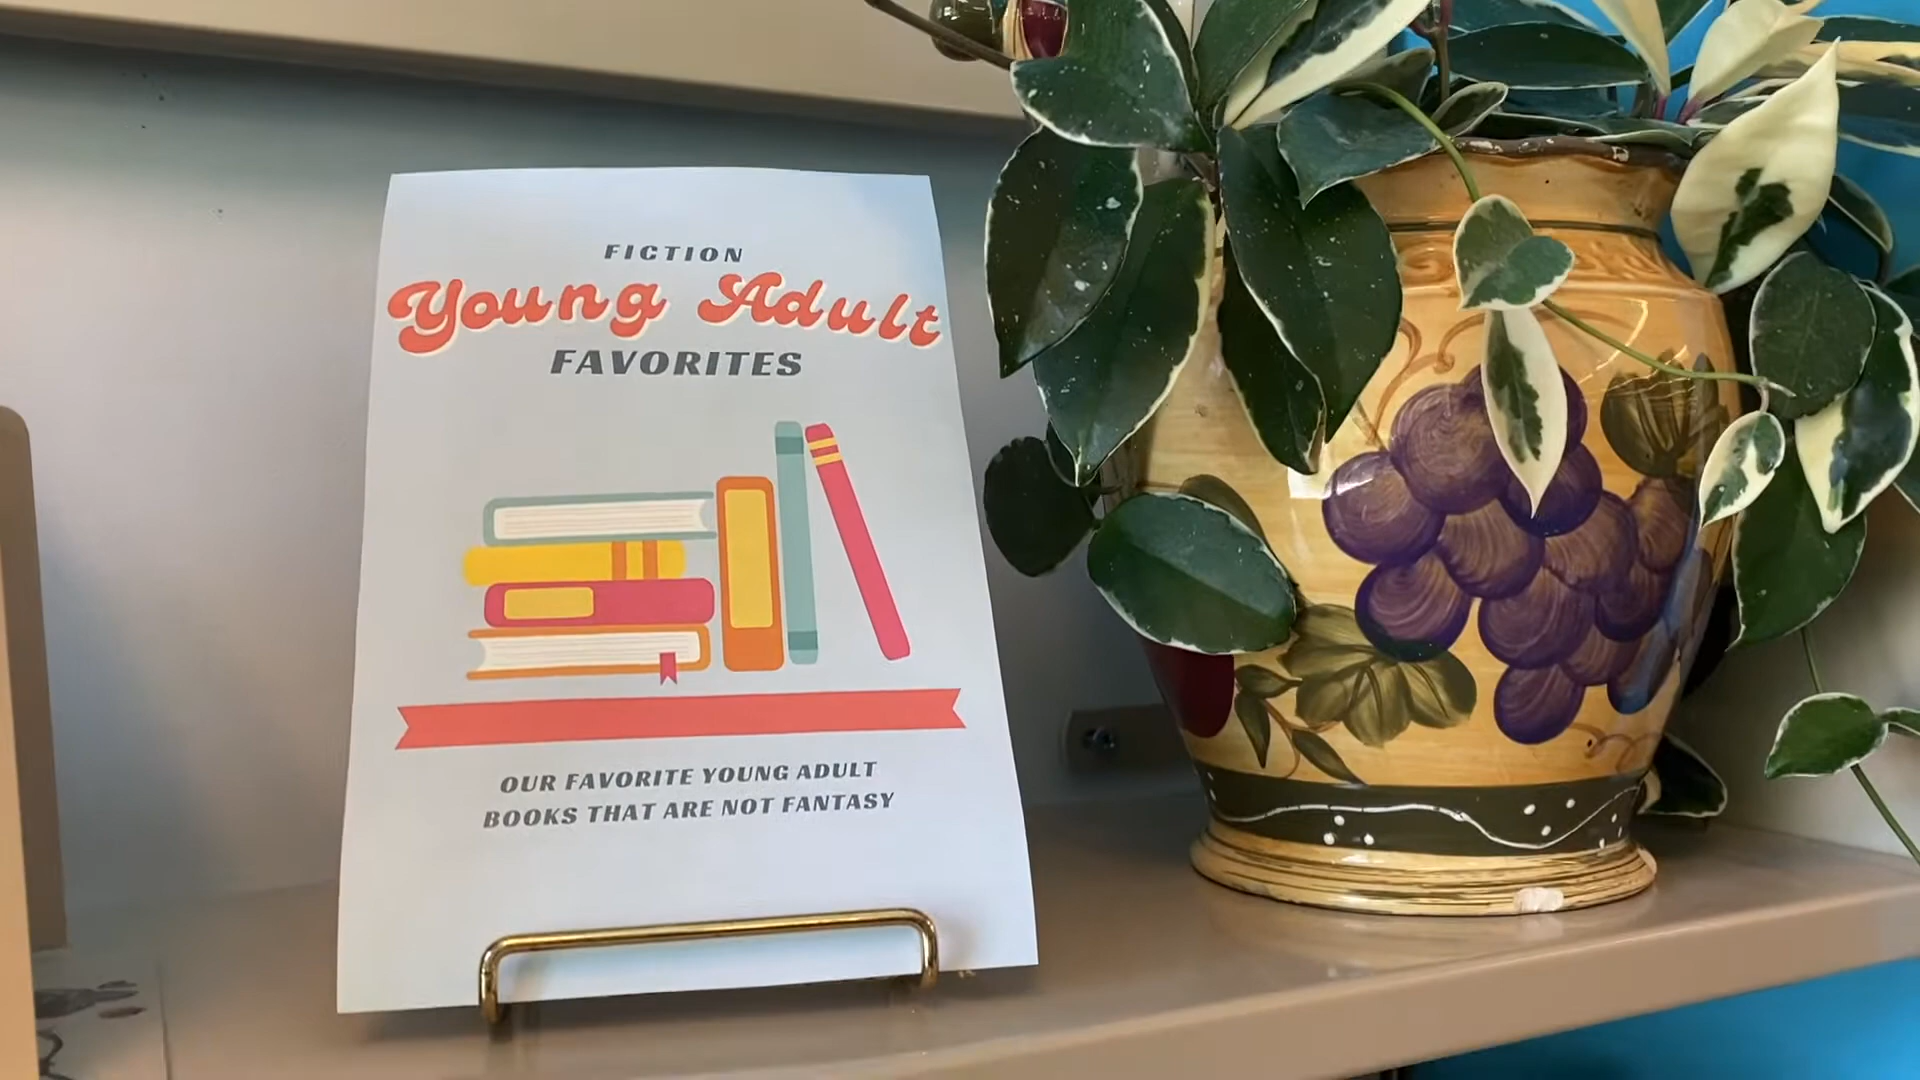 FICTION
Young Adult
FAVORITES
OUR FAVORITE YOUNG ADULT
BOOKS THAT ARE NOT FANTASY